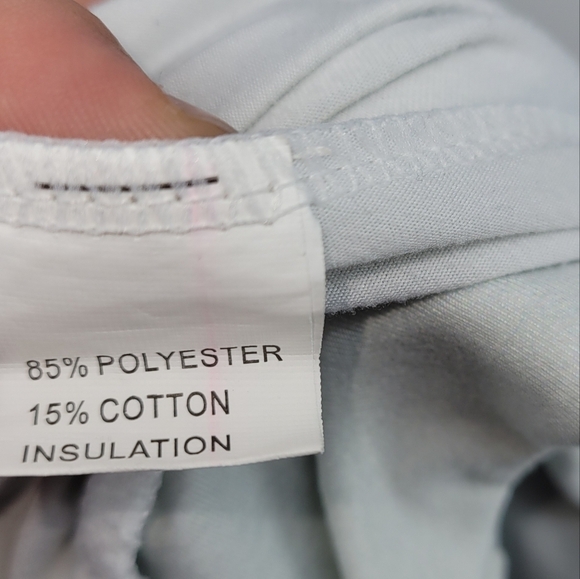 85% POLYESTER
15% COTTON
INSULATION